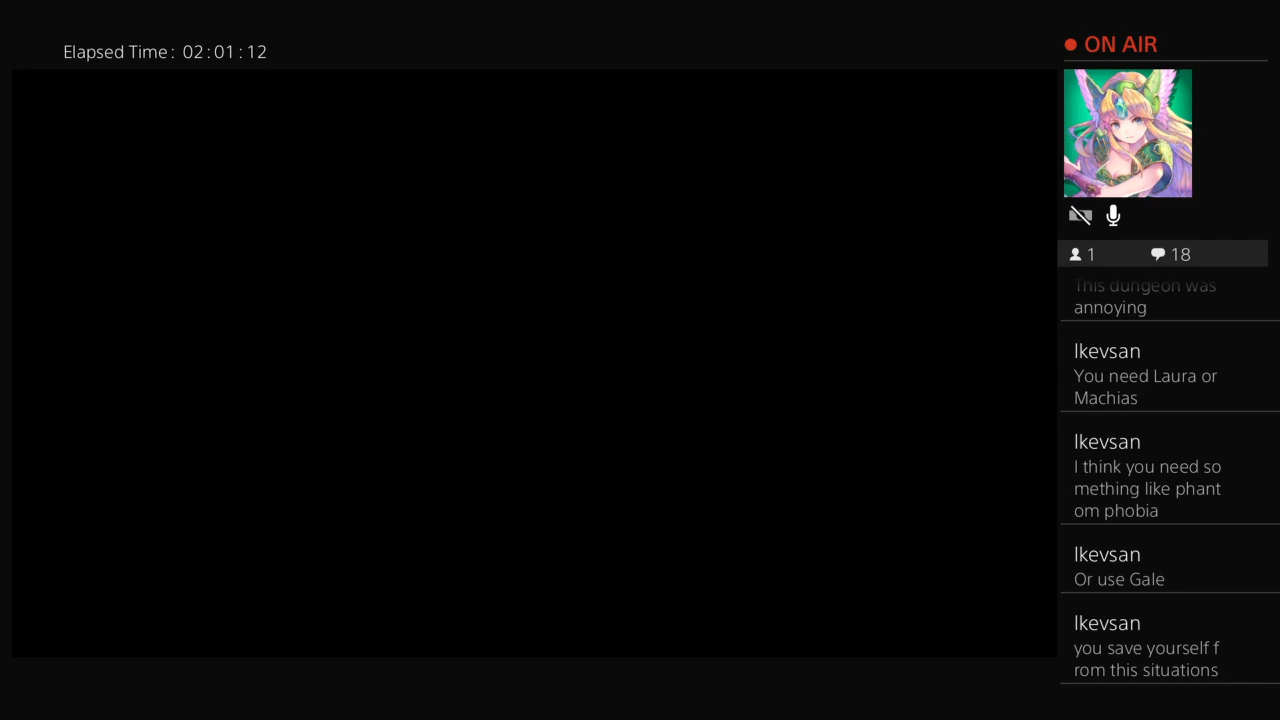 Elapsed Time: 02:01:12
ON AIR
1 18
This dungeon was
annoying
lkevsan
You need Laura or
Machias
lkevsan
I think you need so
mething like phant
om phobia
lkevsan
Or use Gale
lkevsan
you save yourself f
rom this situations